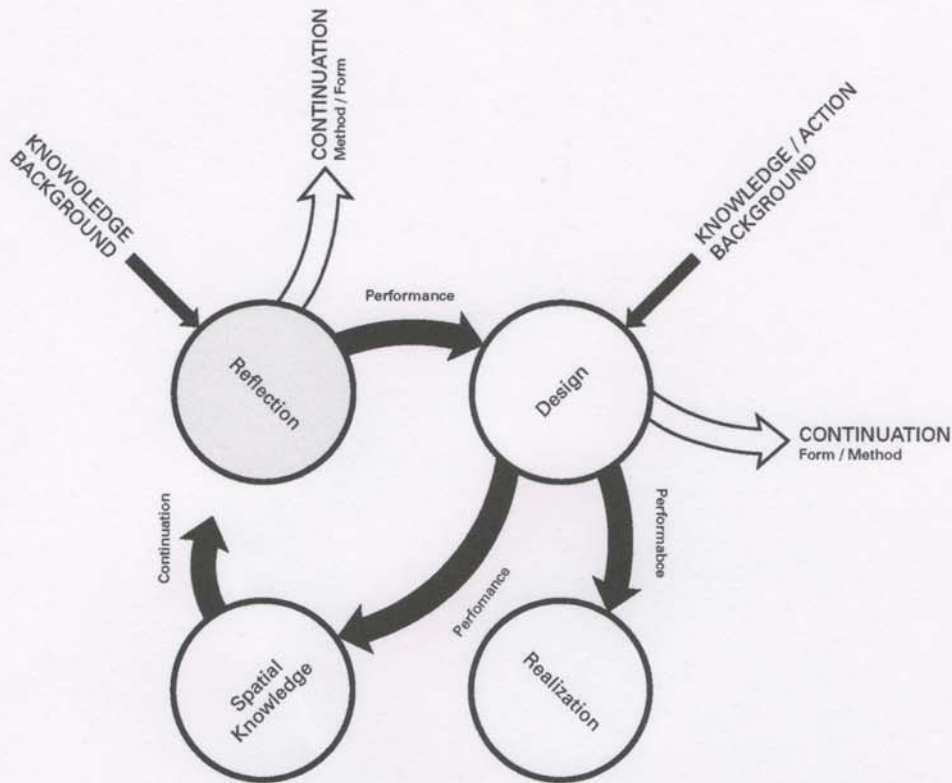 CONTINUATION
Method / Form
KNOWOLEDGE
BACKGROUND
KNOWLEDGE / ACTION
BACKGROUND
Performance
Reflection
Design
CONTINUATION
Form / Method
Continuation
Perfomance
Performabce
Spatial
Knowledge
Realization